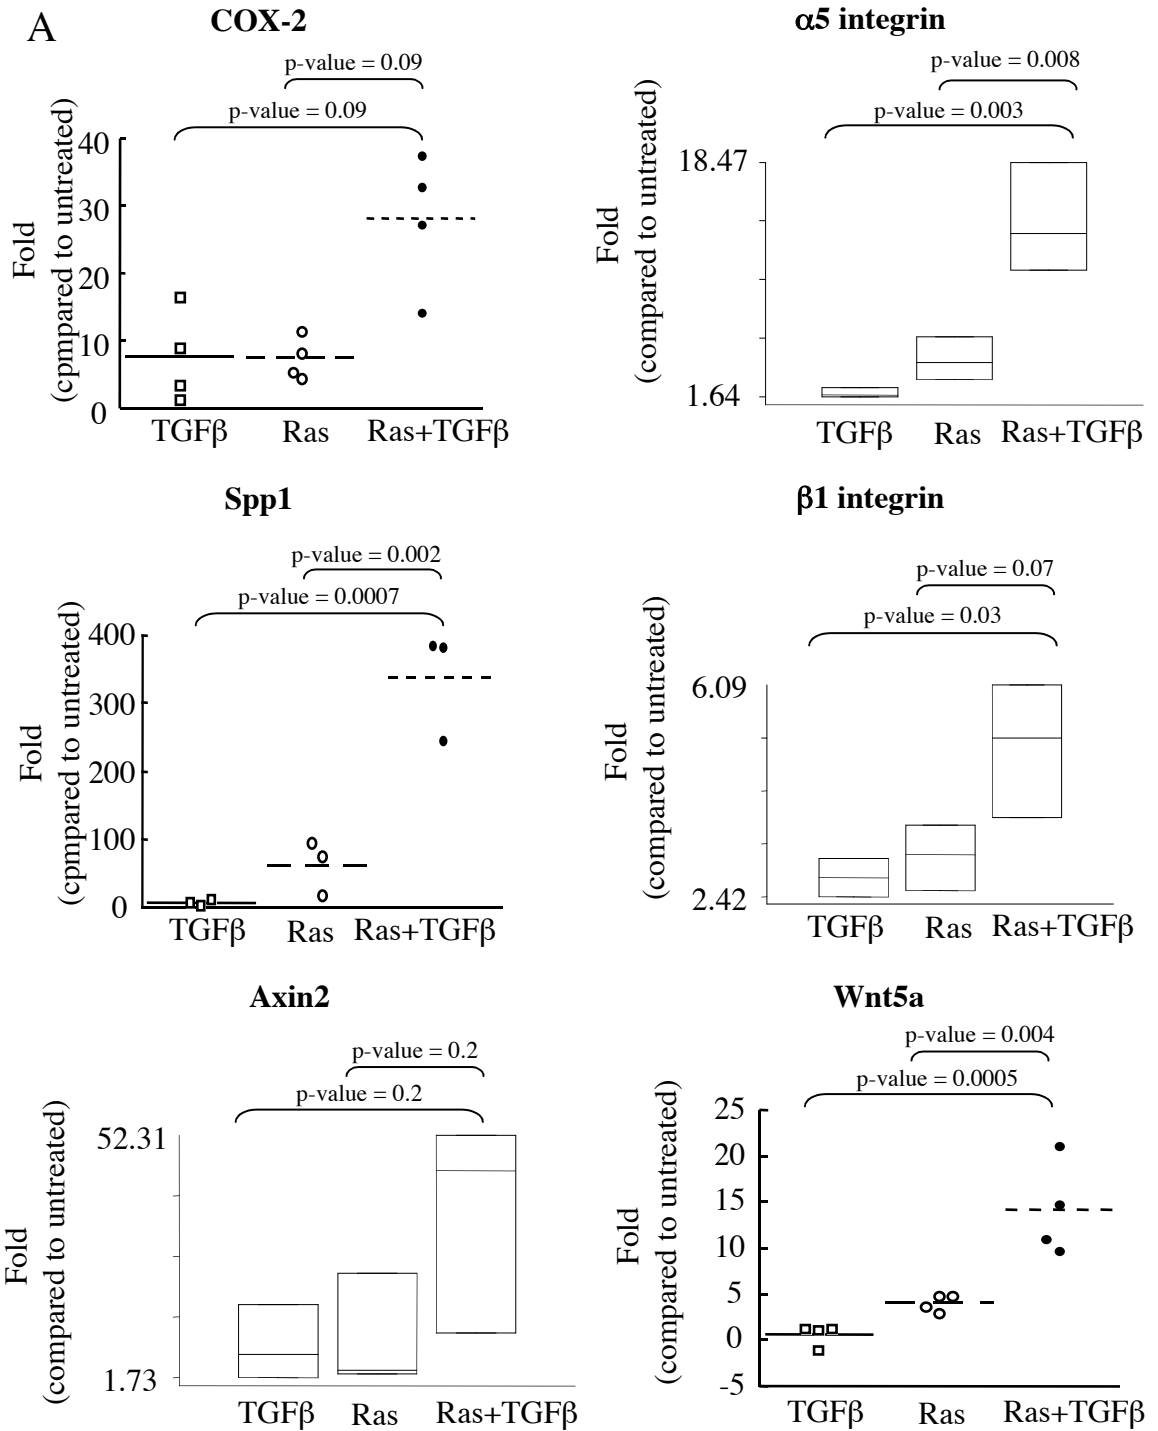 A
COX-2
p-value = 0.09
p-value = 0.09
Fold
(cpmpared to untreated)
40
30
20
10
0
TGFβ
Ras
Ras+TGFβ
α5 integrin
p-value = 0.008
p-value = 0.003
Fold
(compared to untreated)
18.47
1.64
TGFβ
Ras
Ras+TGFβ
Spp1
p-value = 0.002
p-value = 0.0007
Fold
(cpmpared to untreated)
400
300
200
100
0
TGFβ
Ras
Ras+TGFβ
β1 integrin
p-value = 0.07
p-value = 0.03
Fold
(compared to untreated)
6.09
2.42
TGFβ
Ras
Ras+TGFβ
Axin2
p-value = 0.2
p-value = 0.2
Fold
(compared to untreated)
52.31
1.73
TGFβ
Ras
Ras+TGFβ
Wnt5a
p-value = 0.004
p-value = 0.0005
Fold
(compared to untreated)
25
20
15
10
5
0
-5
TGFβ
Ras
Ras+TGFβ